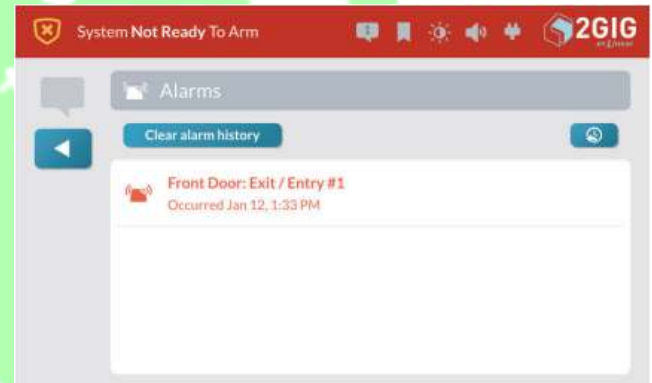 System Not Ready To Arm
2GIG
Alarms
Clear alarm history
Front Door: Exit / Entry #1
Occurred Jan 12, 1:33 PM